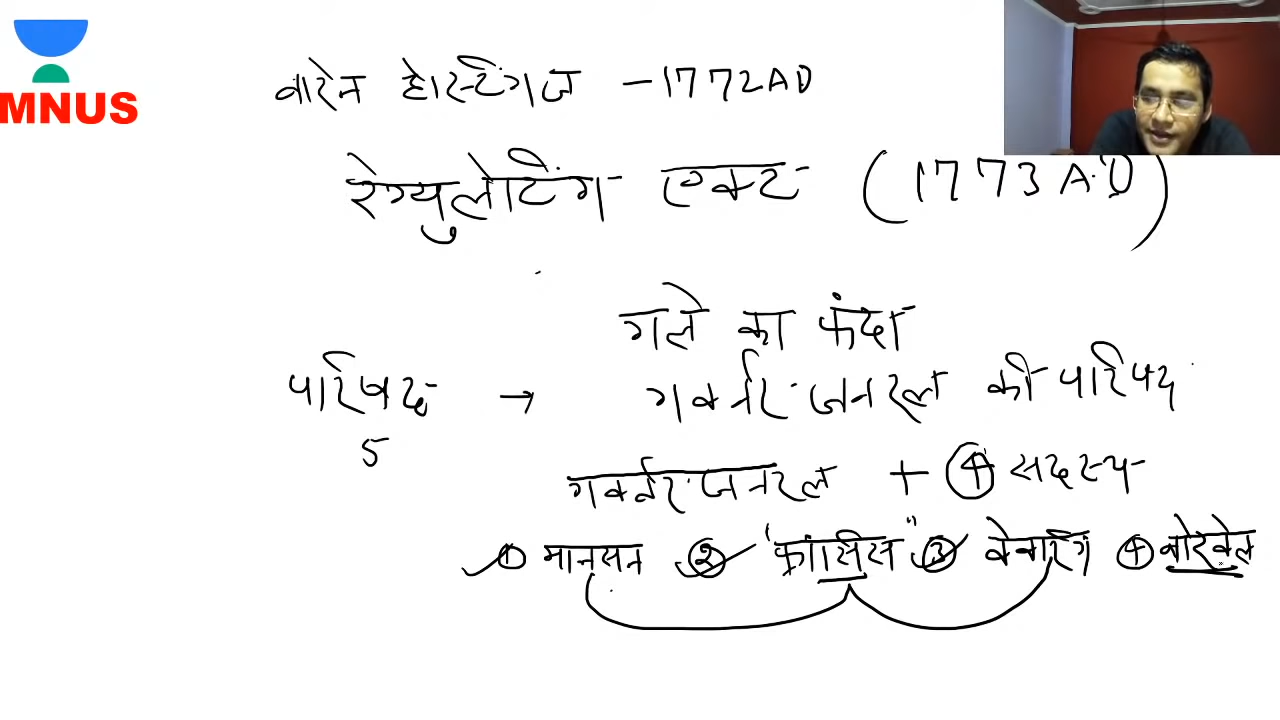 MNUS
वारेन हेस्टिंगज - 1772AD
रेग्युलेटिंग एक्ट (1773 A.D)
गले का फंदा
परिषद → गवर्नर जनरल की परिषद
5
गवर्नर जनरल + 4 सदस्य
① मानसन ② "फ्रांसिस" ③ वेवारिंग ④ बोरवेल